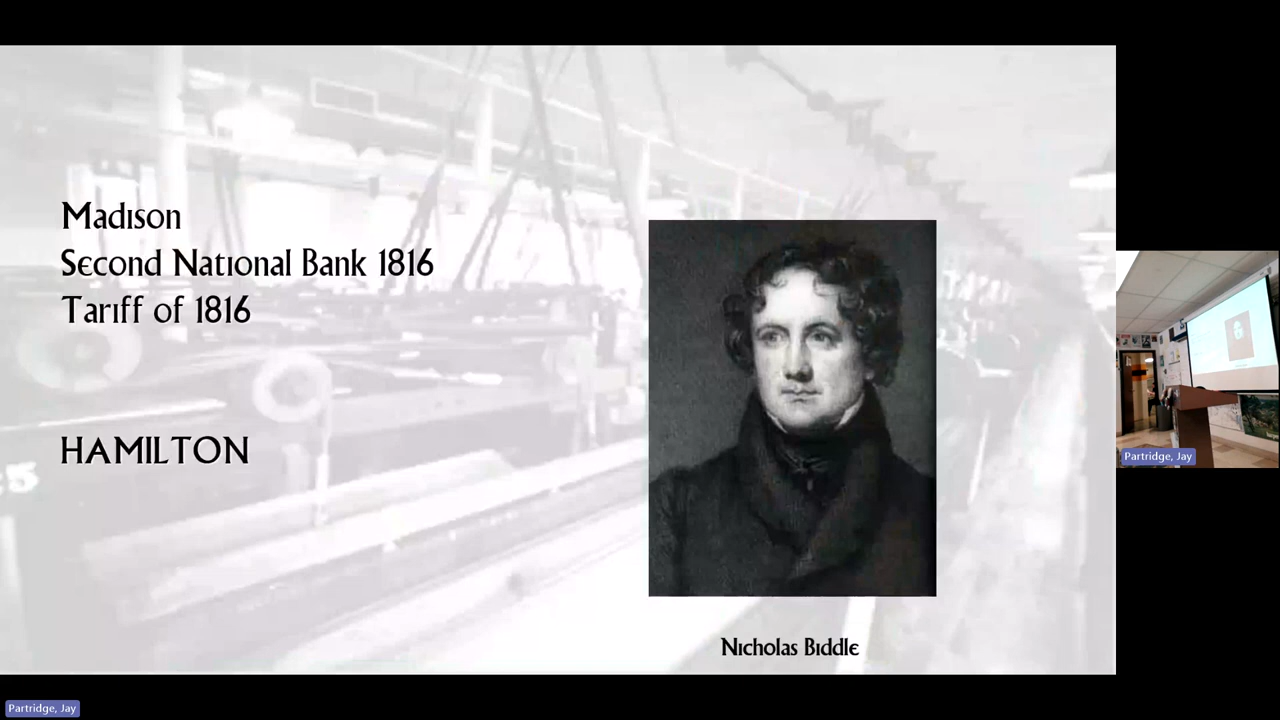 Madison
Second National Bank 1816
Tariff of 1816
HAMILTON
Nicholas Biddle
Partridge, Jay
Partridge, Jay